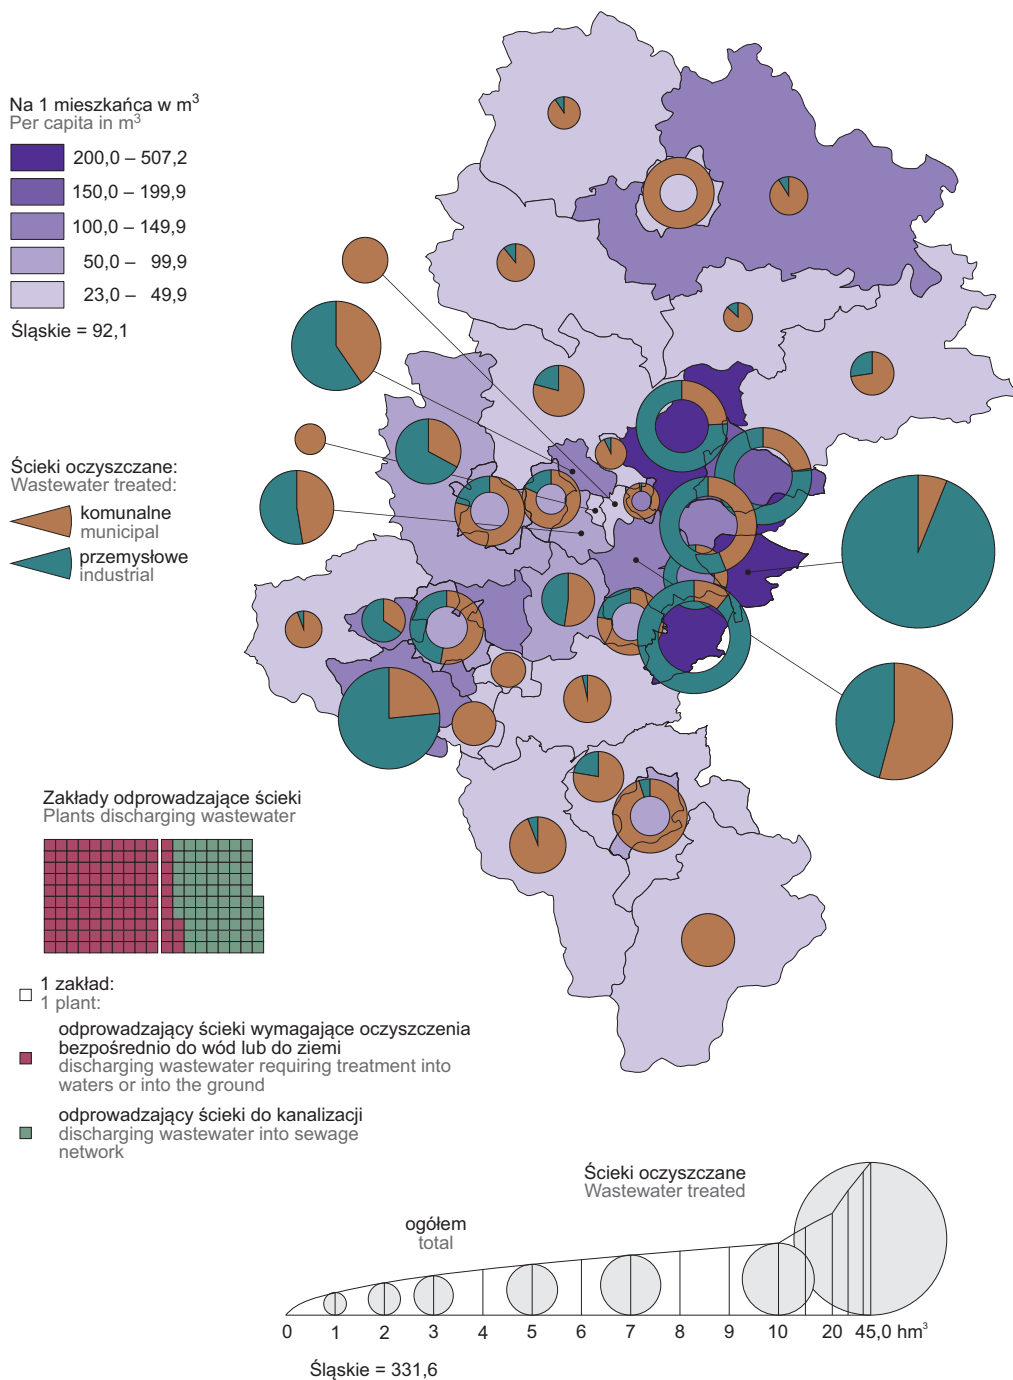 Na 1 mieszkańca w m³
Per capita in m³
200,0 – 507,2
150,0 – 199,9
100,0 – 149,9
50,0 – 99,9
23,0 – 49,9
Śląskie = 92,1
Ścieki oczyszczane:
Wastewater treated:
komunalne
municipal
przemysłowe
industrial
Zakłady odprowadzające ścieki
Plants discharging wastewater
1 zakład:
1 plant:
odprowadzający ścieki wymagające oczyszczenia
bezpośrednio do wód lub do ziemi
discharging wastewater requiring treatment into
waters or into the ground
odprowadzający ścieki do kanalizacji
discharging wastewater into sewage
network
Ścieki oczyszczane
Wastewater treated
ogółem
total
0 1 2 3 4 5 6 7 8 9 10 20 45,0 hm³
Śląskie = 331,6